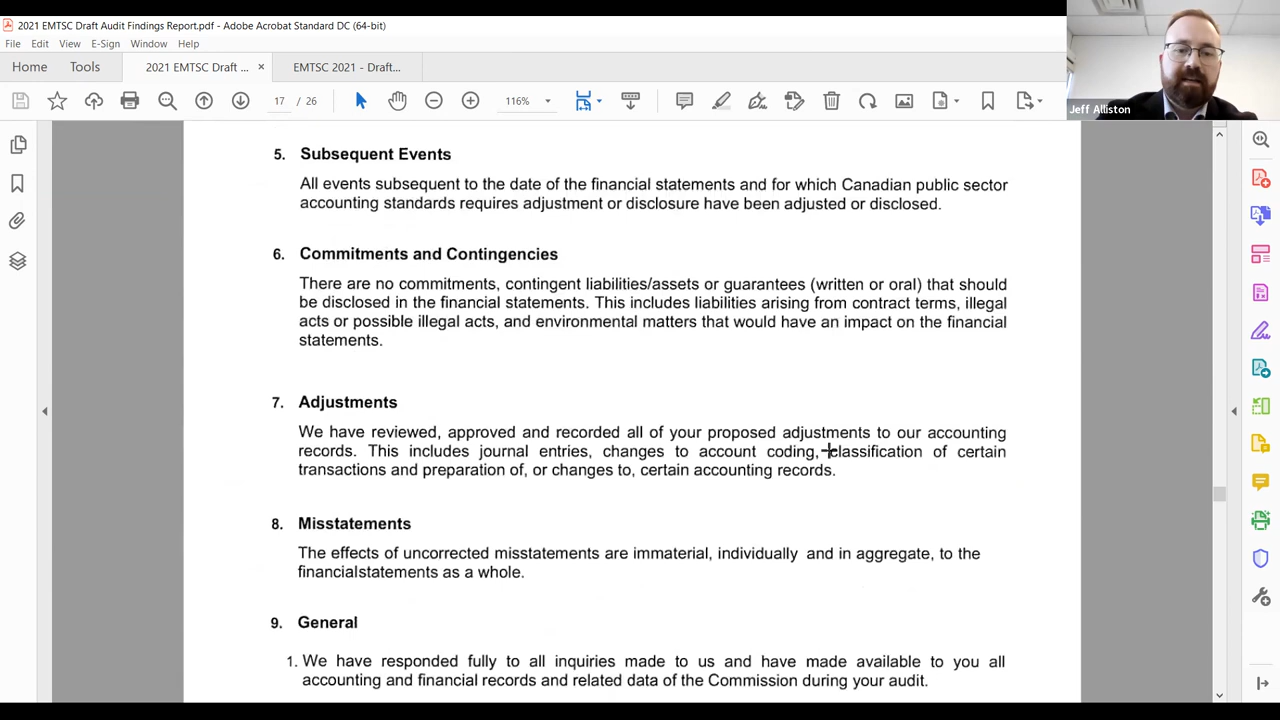 2021 EMTSC Draft Audit Findings Report.pdf - Adobe Acrobat Standard DC (64-bit)
File Edit View E-Sign Window Help
Home Tools 2021 EMTSC Draft ... × EMTSC 2021 - Draft...
17 / 26 116%
Jeff Alliston
5. Subsequent Events
All events subsequent to the date of the financial statements and for which Canadian public sector
accounting standards requires adjustment or disclosure have been adjusted or disclosed.
6. Commitments and Contingencies
There are no commitments, contingent liabilities/assets or guarantees (written or oral) that should
be disclosed in the financial statements. This includes liabilities arising from contract terms, illegal
acts or possible illegal acts, and environmental matters that would have an impact on the financial
statements.
7. Adjustments
We have reviewed, approved and recorded all of your proposed adjustments to our accounting
records. This includes journal entries, changes to account coding, classification of certain
transactions and preparation of, or changes to, certain accounting records.
8. Misstatements
The effects of uncorrected misstatements are immaterial, individually and in aggregate, to the
financialstatements as a whole.
9. General
1. We have responded fully to all inquiries made to us and have made available to you all
accounting and financial records and related data of the Commission during your audit.